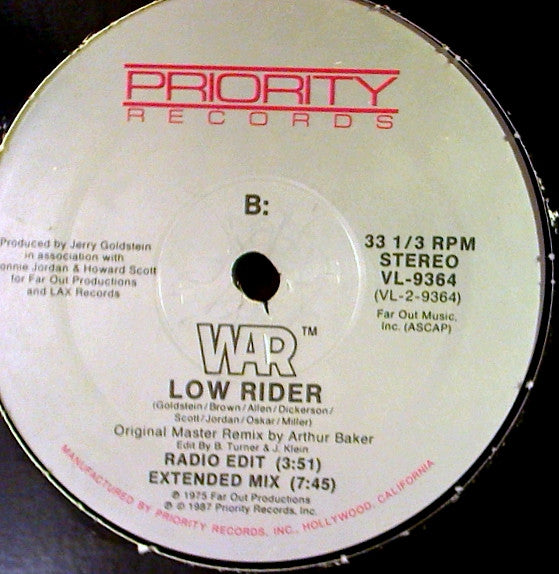 PRIORITY
RECORDS
B:
Produced by Jerry Goldstein
in association with
onnie Jordan & Howard Scott
for Far Out Productions
and LAX Records
33 1/3 RPM
STEREO
VL-9364
(VL-2-9364)
Far Out Music,
Inc. (ASCAP)
WAR™
LOW RIDER
(Goldstein/Brown/Allen/Dickerson/
Scott/Jordan/Oskar/Miller)
Original Master Remix by Arthur Baker
Edit By B. Turner & J. Klein
RADIO EDIT (3:51)
EXTENDED MIX (7:45)
℗ 1975 Far Out Productions
℗ © 1987 Priority Records, Inc.
MANUFACTURED BY PRIORITY RECORDS, INC., HOLLYWOOD, CALIFORNIA